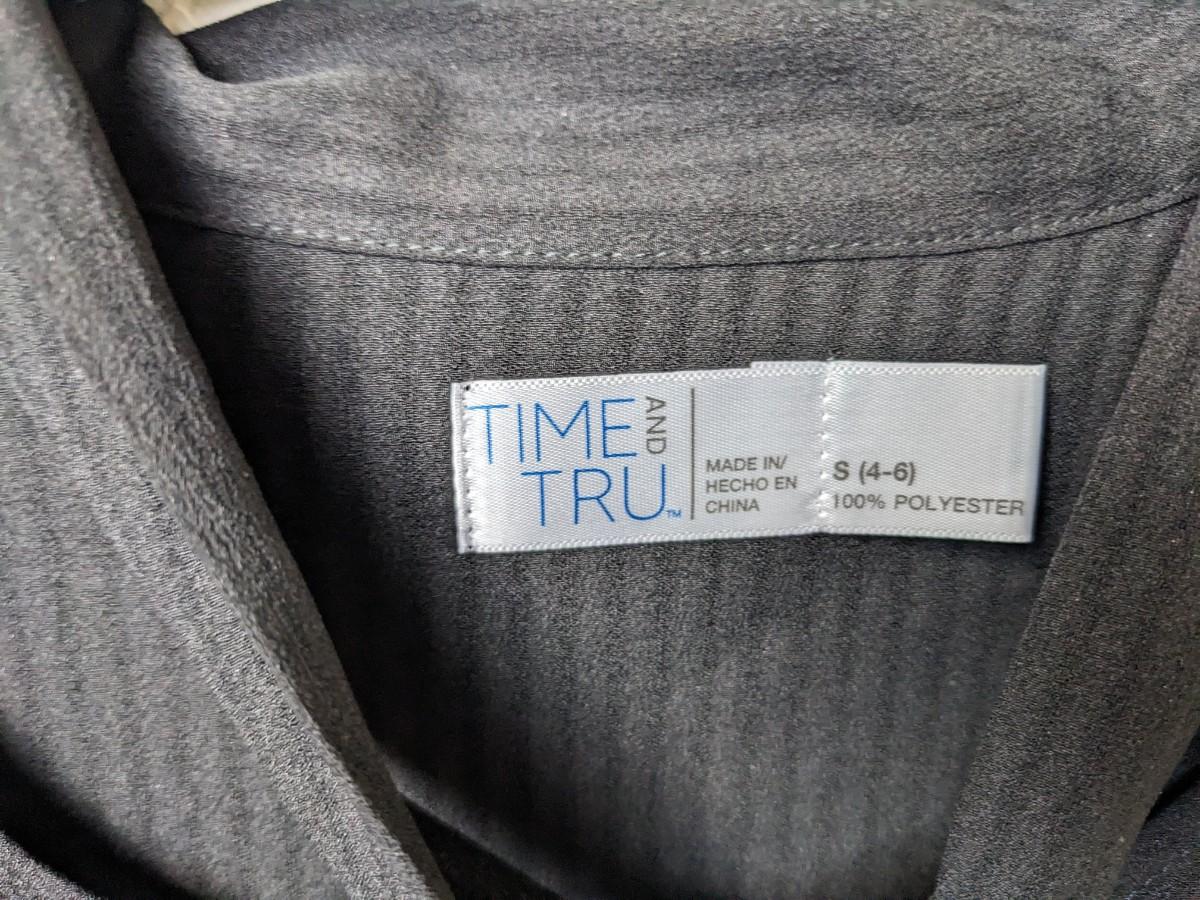 TIME AND
TRU™
MADE IN/
HECHO EN
CHINA
S (4-6)
100% POLYESTER